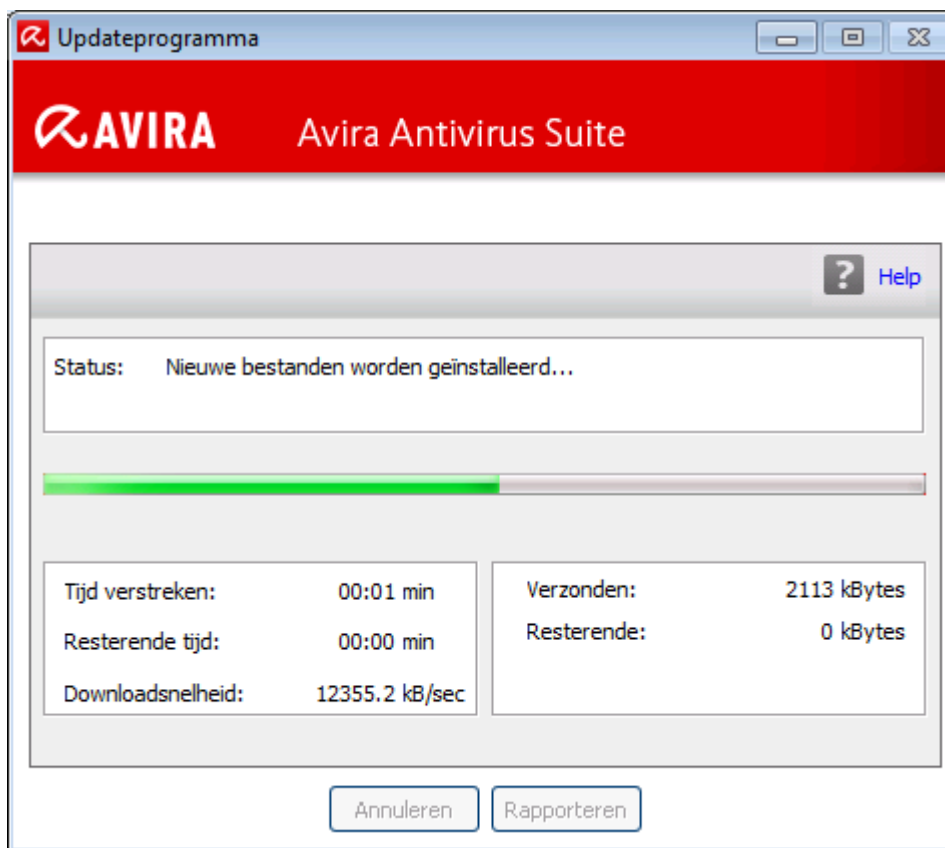 Updateprogramma
AVIRA Avira Antivirus Suite
? Help
Status: Nieuwe bestanden worden geïnstalleerd...
Tijd verstreken: 00:01 min
Resterende tijd: 00:00 min
Downloadsnelheid: 12355.2 kB/sec
Verzonden: 2113 kBytes
Resterende: 0 kBytes
Annuleren Rapporteren